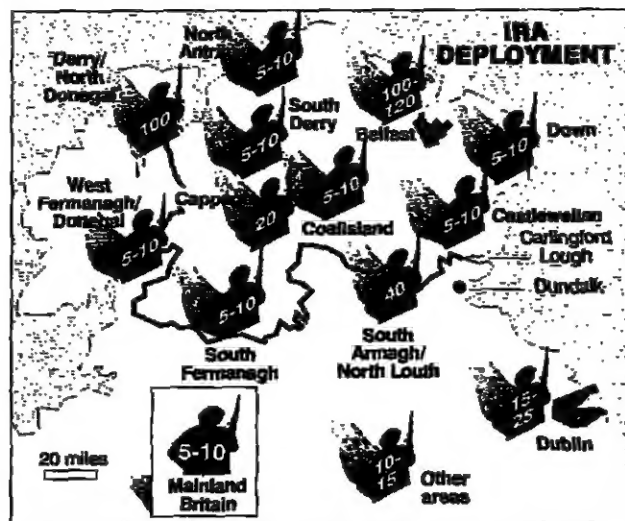 IRA
DEPLOYMENT
North
Antrim
5-10
Derry/
North
Donegal
100
South
Derry
5-10
100-
120
Belfast
Down
5-10
West
Fermanagh/
Donegal
5-10
20
5-10
Coalisland
5-10
Castlewellan
Carlingford
Lough
Dundalk
5-10
South
Fermanagh
40
South
Armagh/
North Louth
15-
25
Dublin
20 miles
5-10
Mainland
Britain
10-
15
Other
areas